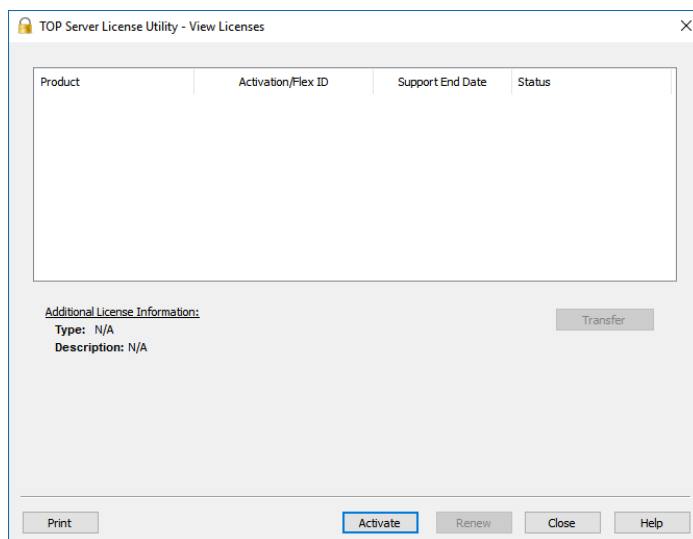 TOP Server License Utility - View Licenses
Product Activation/Flex ID Support End Date Status
Additional License Information:
Type: N/A
Description: N/A
Transfer
Print Activate Renew Close Help